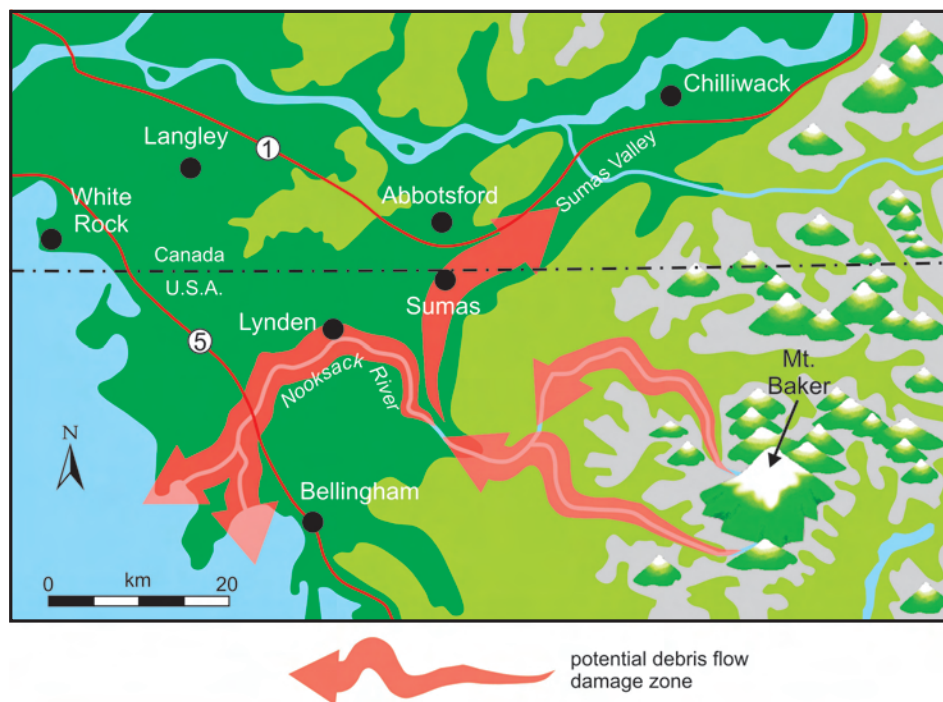 Chilliwack
Langley
1
Sumas Valley
White
Rock
Abbotsford
Canada
U.S.A.
Sumas
Lynden
5
Nooksack
River
Mt.
Baker
N
Bellingham
km
0
20
potential debris flow
damage zone